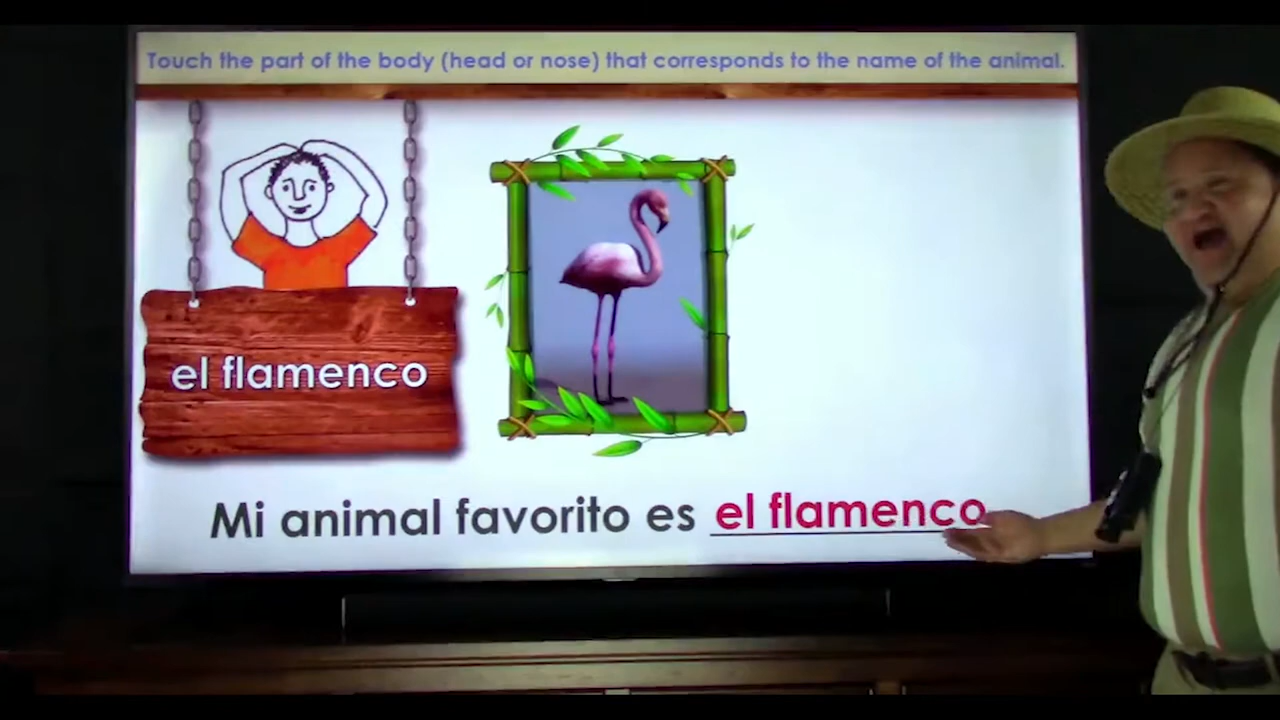 Touch the part of the body (head or nose) that corresponds to the name of the animal.
el flamenco
Mi animal favorito es el flamenco